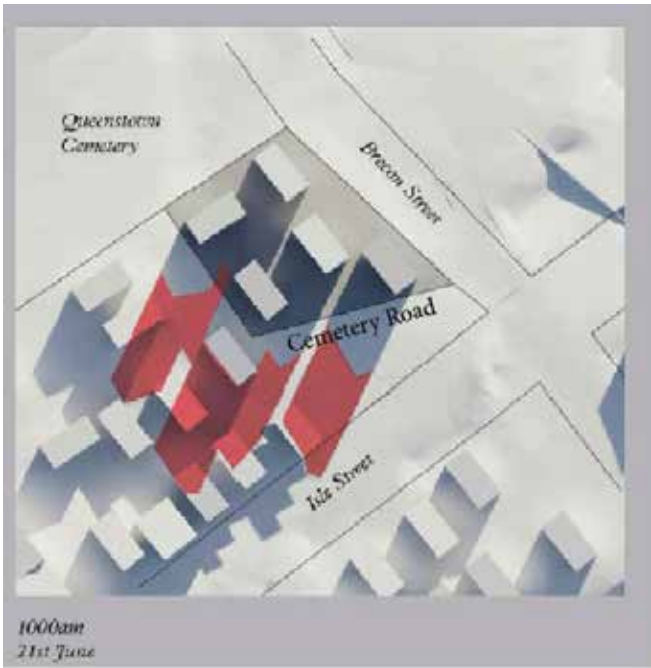 Queenstown
Cemetery
Brecon Street
Cemetery Road
Isle Street
1000am
21st June